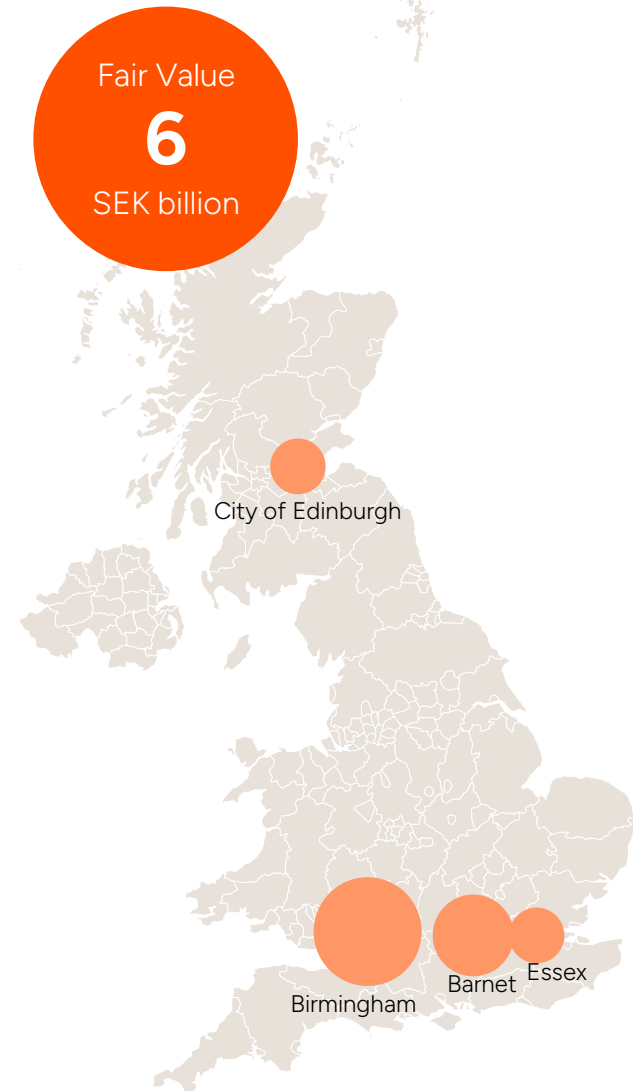 Fair Value
6
SEK billion
City of Edinburgh
Essex
Barnet
Birmingham